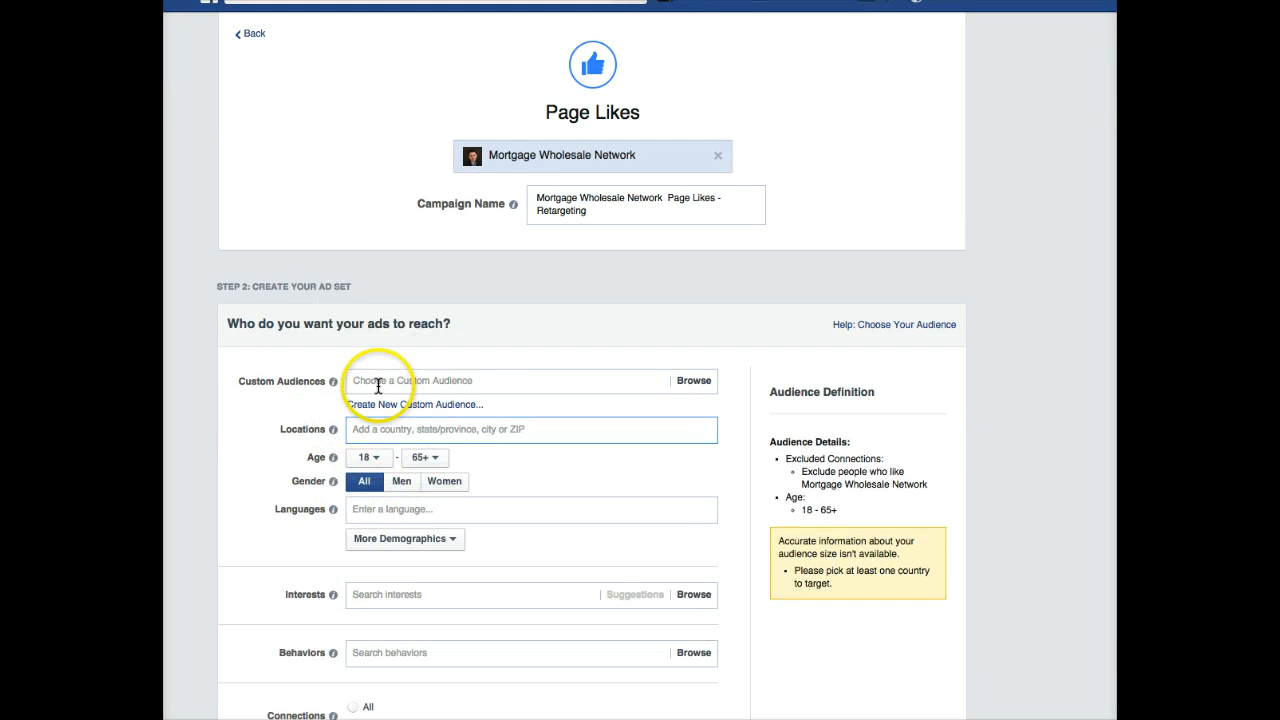 Back
Page Likes
Mortgage Wholesale Network
Campaign Name
Mortgage Wholesale Network Page Likes -
Retargeting
STEP 2: CREATE YOUR AD SET
Who do you want your ads to reach?
Help: Choose Your Audience
Custom Audiences
Choose a Custom Audience
Browse
Create New Custom Audience...
Locations
Add a country, state/province, city or ZIP
Age
18 - 65+
Gender
All Men Women
Languages
Enter a language...
More Demographics
Interests
Search interests
Suggestions
Browse
Behaviors
Search behaviors
Browse
Connections
All
Audience Definition
Audience Details:
Excluded Connections:
Exclude people who like
Mortgage Wholesale Network
Age:
18 - 65+
Accurate information about your
audience size isn't available.
Please pick at least one country
to target.